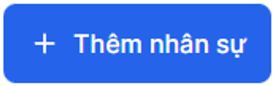 + Thêm nhân sự